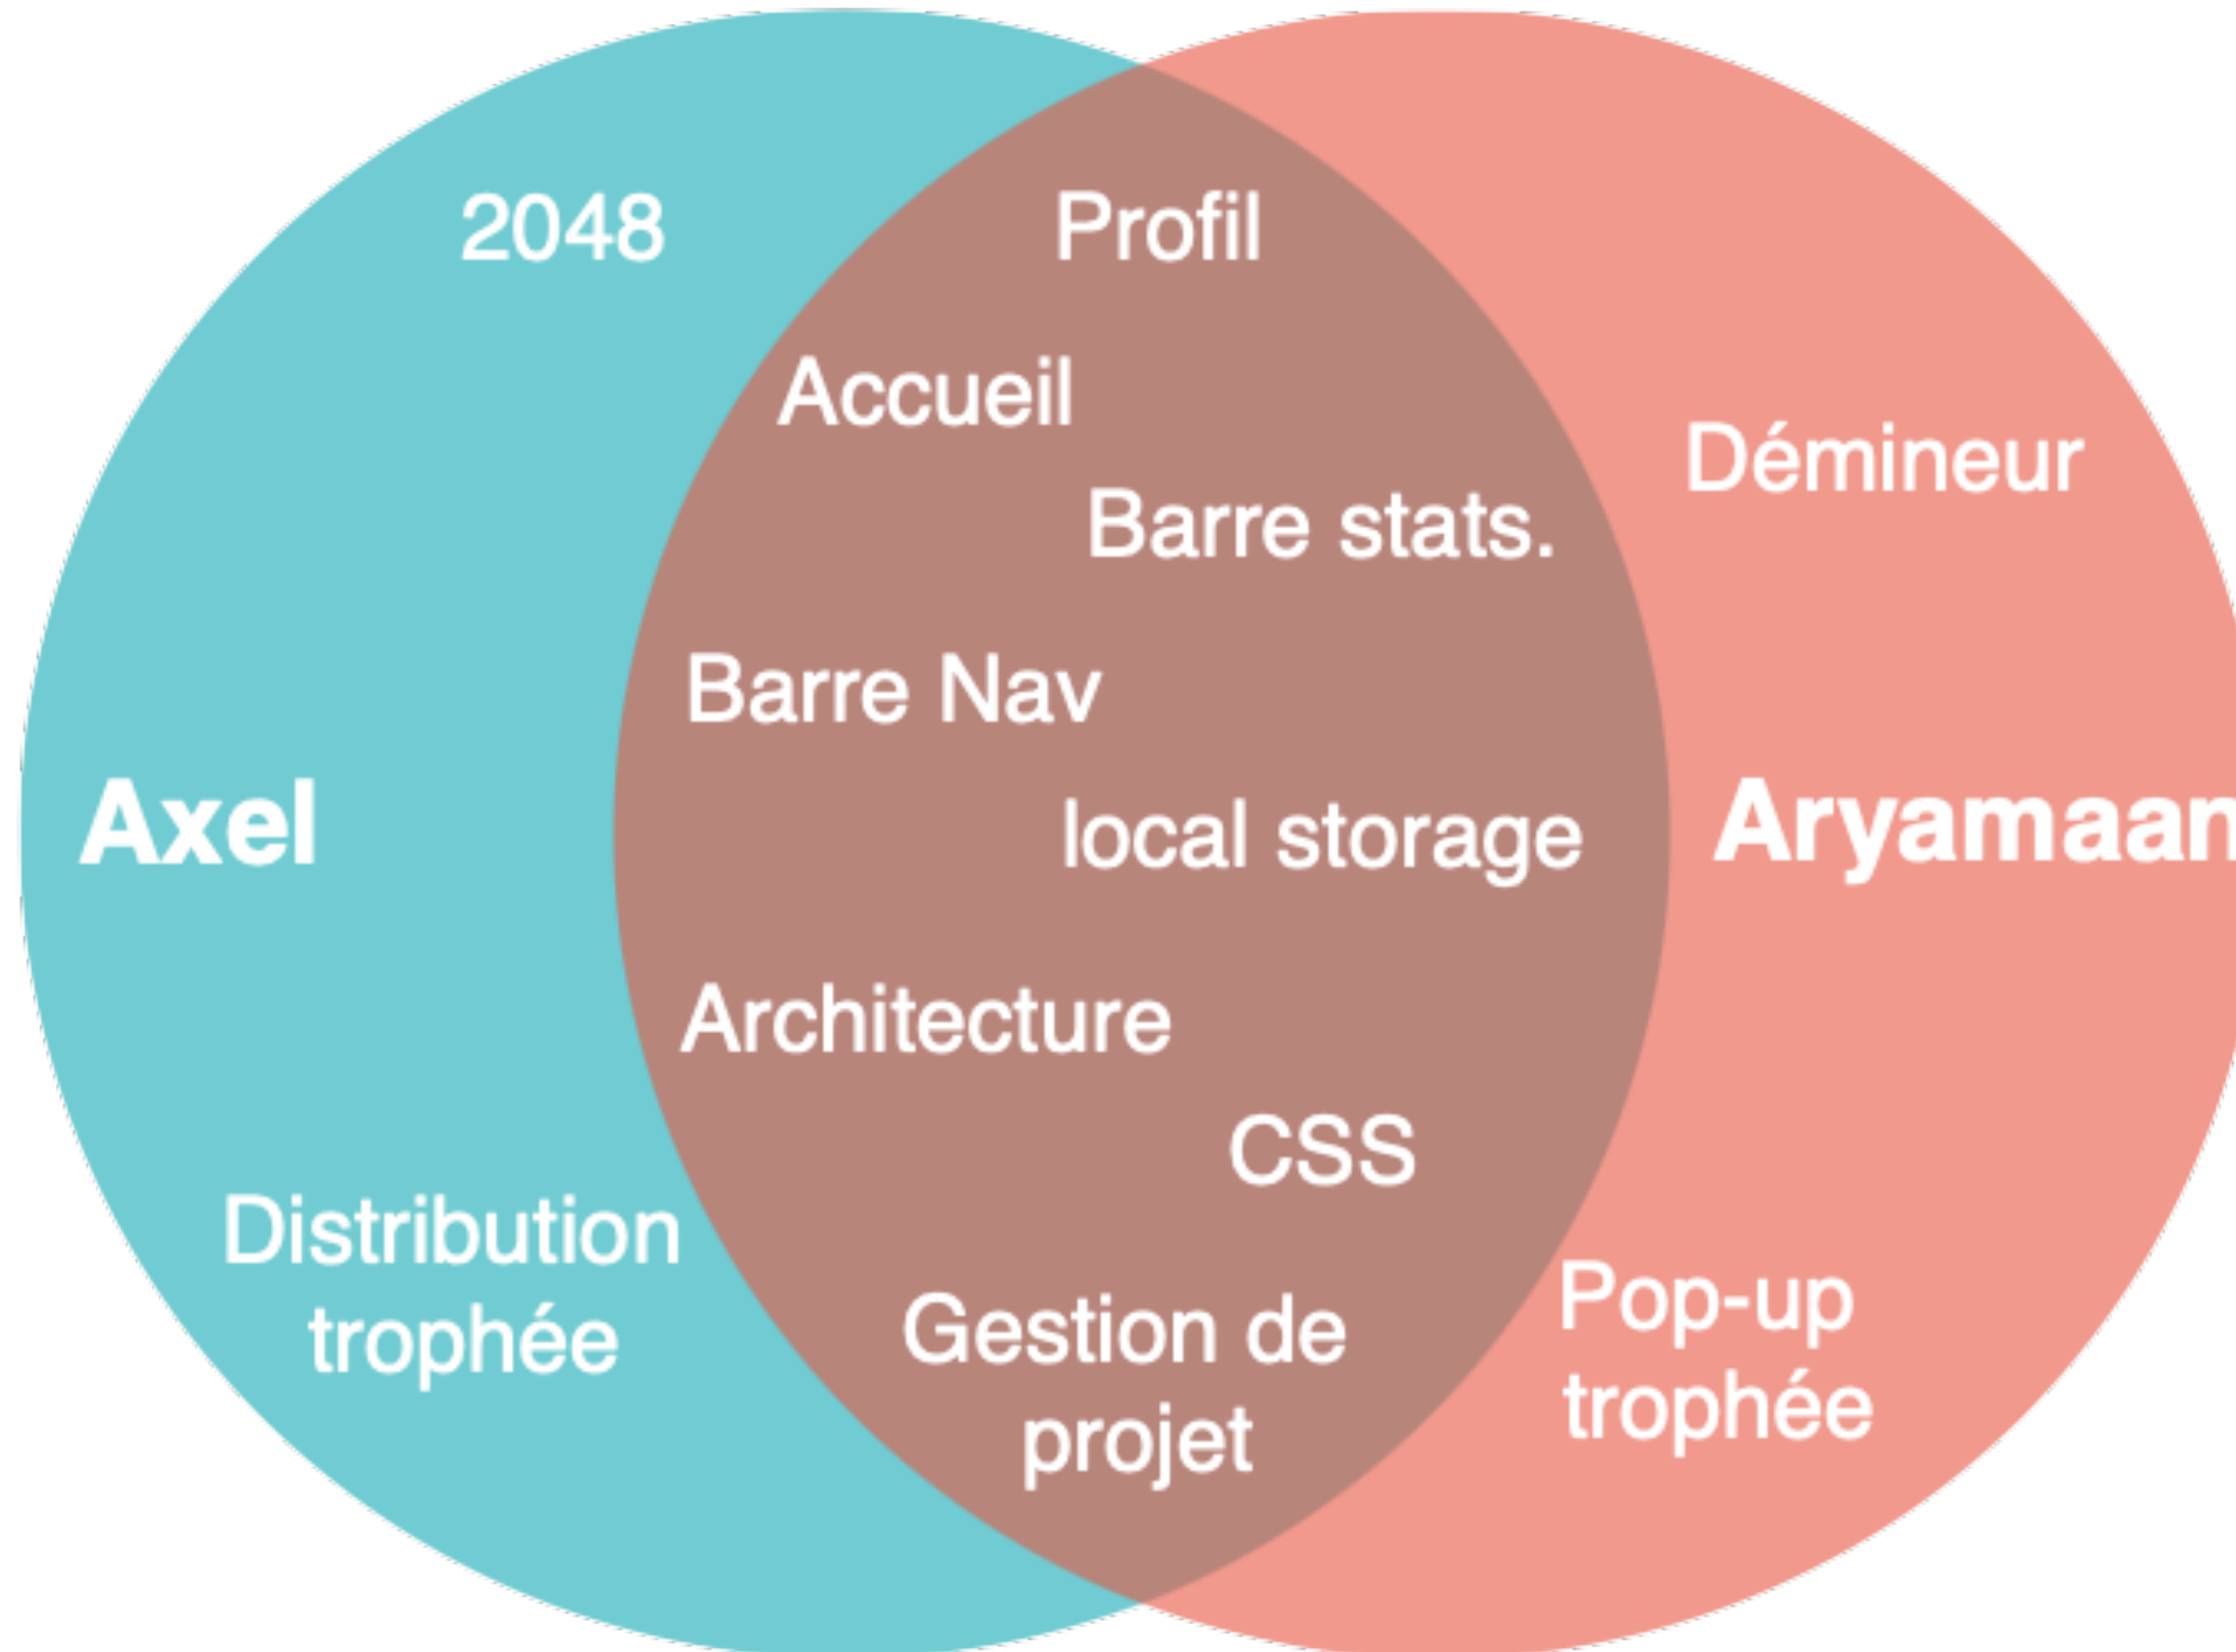 2048
Profil
Accueil
Démineur
Barre stats.
Barre Nav
Axel
local storage
Aryamaan
Architecture
CSS
Distribution
trophée
Gestion de
projet
Pop-up
trophée